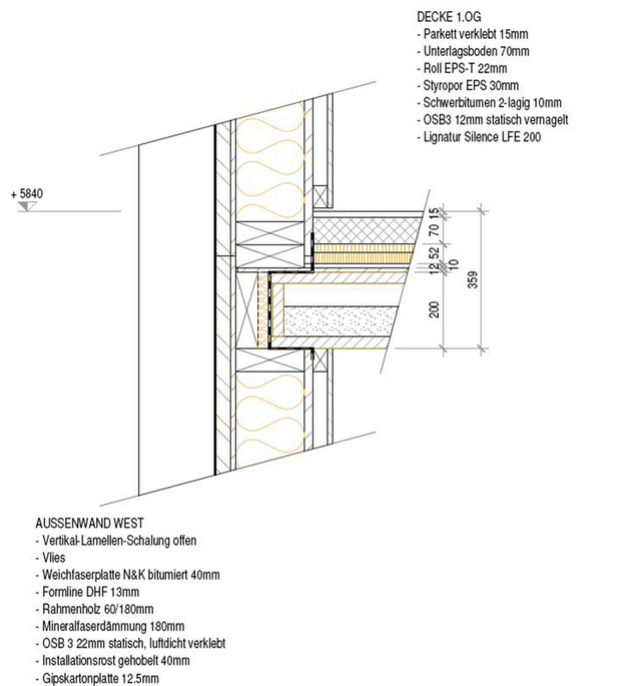 DECKE 1.OG
- Parkett verklebt 15mm
- Unterlagsboden 70mm
- Roll EPS-T 22mm
- Styropor EPS 30mm
- Schwerbitumen 2-lagig 10mm
- OSB3 12mm statisch vernagelt
- Lignatur Silence LFE 200
+ 5840
15
70
52
10
12
359
200
AUSSENWAND WEST
- Vertikal-Lamellen-Schalung offen
- Vlies
- Weichfaserplatte N&K bitumiert 40mm
- Formline DHF 13mm
- Rahmenholz 60/180mm
- Mineralfaserdämmung 180mm
- OSB 3 22mm statisch, luftdicht verklebt
- Installationsrost gehobelt 40mm
- Gipskartonplatte 12.5mm